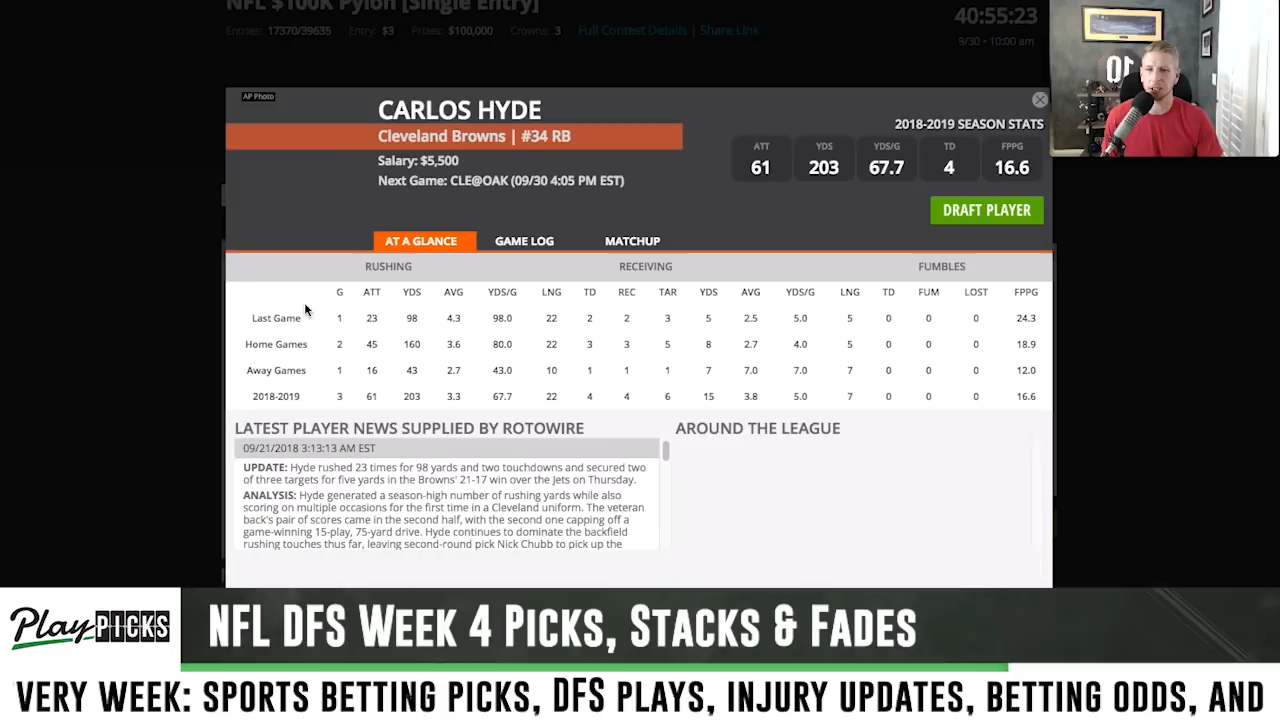 NFL $100K Pylon [Single Entry]
Entries: 17370/39635 Entry: $3 Prizes: $100,000 Crowns: 3 Full Contest Details | Share Link
40:55:23
9/30 • 10:00 am
10
AP Photo
CARLOS HYDE
Cleveland Browns | #34 RB
Salary: $5,500
Next Game: CLE@OAK (09/30 4:05 PM EST)
2018-2019 SEASON STATS
ATT YDS YDS/G TD FPPG
61 203 67.7 4 16.6
DRAFT PLAYER
AT A GLANCE GAME LOG MATCHUP
RUSHING RECEIVING FUMBLES
G ATT YDS AVG YDS/G LNG TD REC TAR YDS AVG YDS/G LNG TD FUM LOST FPPG
Last Game 1 23 98 4.3 98.0 22 2 2 3 5 2.5 5.0 5 0 0 0 24.3
Home Games 2 45 160 3.6 80.0 22 3 3 5 8 2.7 4.0 5 0 0 0 18.9
Away Games 1 16 43 2.7 43.0 10 1 1 1 7 7.0 7.0 7 0 0 0 12.0
2018-2019 3 61 203 3.3 67.7 22 4 4 6 15 3.8 5.0 7 0 0 0 16.6
LATEST PLAYER NEWS SUPPLIED BY ROTOWIRE
09/21/2018 3:13:13 AM EST
UPDATE: Hyde rushed 23 times for 98 yards and two touchdowns and secured two
of three targets for five yards in the Browns' 21-17 win over the Jets on Thursday.
ANALYSIS: Hyde generated a season-high number of rushing yards while also
scoring on multiple occasions for the first time in a Cleveland uniform. The veteran
back's pair of scores came in the second half, with the second one capping off a
game-winning 15-play, 75-yard drive. Hyde continues to dominate the backfield
rushing touches thus far, leaving second-round pick Nick Chubb to pick up the
AROUND THE LEAGUE
Play PICKS
NFL DFS WEEK 4 PICKS, STACKS & FADES
VERY WEEK: SPORTS BETTING PICKS, DFS PLAYS, INJURY UPDATES, BETTING ODDS, AND